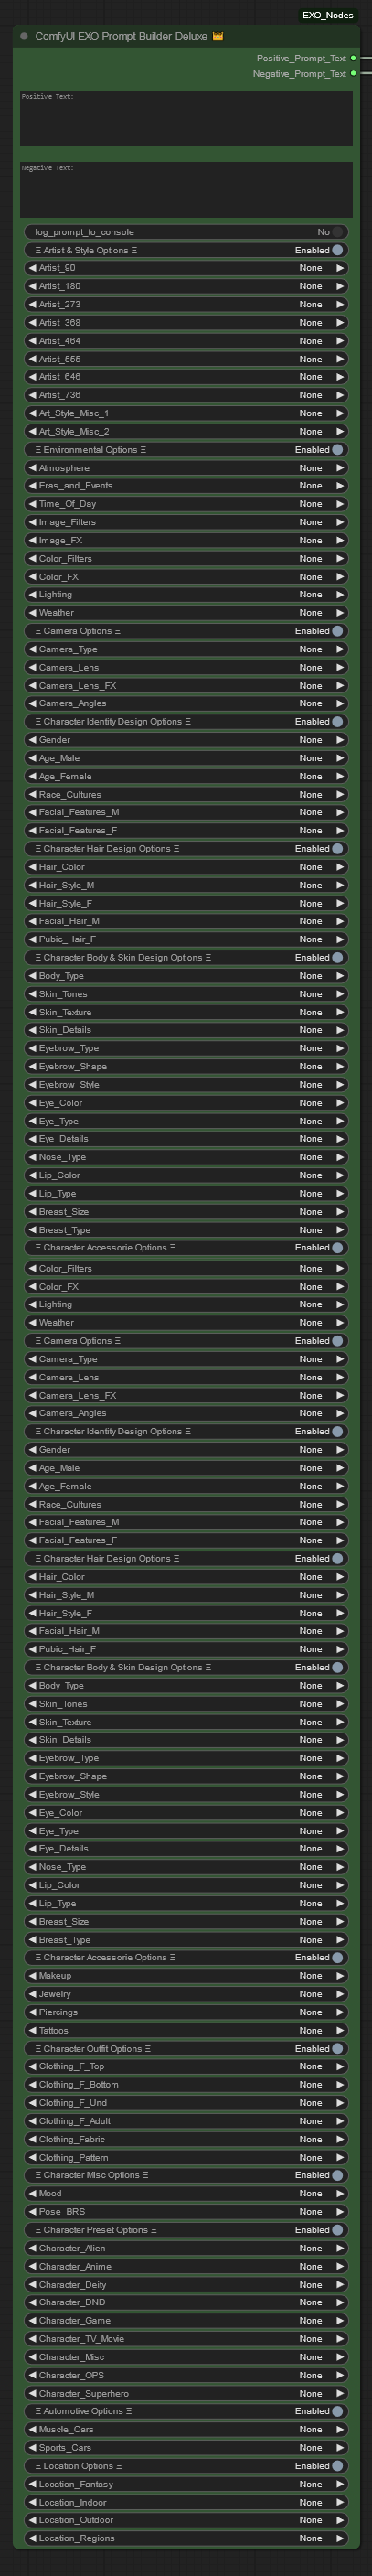 EXO_Nodes
ComfyUI EXO Prompt Builder Deluxe
Positive_Prompt_Text
Negative_Prompt_Text
Positive Text:
Negative Text:
log_prompt_to_console No
Ξ Artist & Style Options Ξ Enabled
Artist_90 None
Artist_180 None
Artist_273 None
Artist_368 None
Artist_464 None
Artist_555 None
Artist_646 None
Artist_736 None
Art_Style_Misc_1 None
Art_Style_Misc_2 None
Ξ Environmental Options Ξ Enabled
Atmosphere None
Eras_and_Events None
Time_Of_Day None
Image_Filters None
Image_FX None
Color_Filters None
Color_FX None
Lighting None
Weather None
Ξ Camera Options Ξ Enabled
Camera_Type None
Camera_Lens None
Camera_Lens_FX None
Camera_Angles None
Ξ Character Identity Design Options Ξ Enabled
Gender None
Age_Male None
Age_Female None
Race_Cultures None
Facial_Features_M None
Facial_Features_F None
Ξ Character Hair Design Options Ξ Enabled
Hair_Color None
Hair_Style_M None
Hair_Style_F None
Facial_Hair_M None
Pubic_Hair_F None
Ξ Character Body & Skin Design Options Ξ Enabled
Body_Type None
Skin_Tones None
Skin_Texture None
Skin_Details None
Eyebrow_Type None
Eyebrow_Shape None
Eyebrow_Style None
Eye_Color None
Eye_Type None
Eye_Details None
Nose_Type None
Lip_Color None
Lip_Type None
Breast_Size None
Breast_Type None
Ξ Character Accessorie Options Ξ Enabled
Color_Filters None
Color_FX None
Lighting None
Weather None
Ξ Camera Options Ξ Enabled
Camera_Type None
Camera_Lens None
Camera_Lens_FX None
Camera_Angles None
Ξ Character Identity Design Options Ξ Enabled
Gender None
Age_Male None
Age_Female None
Race_Cultures None
Facial_Features_M None
Facial_Features_F None
Ξ Character Hair Design Options Ξ Enabled
Hair_Color None
Hair_Style_M None
Hair_Style_F None
Facial_Hair_M None
Pubic_Hair_F None
Ξ Character Body & Skin Design Options Ξ Enabled
Body_Type None
Skin_Tones None
Skin_Texture None
Skin_Details None
Eyebrow_Type None
Eyebrow_Shape None
Eyebrow_Style None
Eye_Color None
Eye_Type None
Eye_Details None
Nose_Type None
Lip_Color None
Lip_Type None
Breast_Size None
Breast_Type None
Ξ Character Accessorie Options Ξ Enabled
Makeup None
Jewelry None
Piercings None
Tattoos None
Ξ Character Outfit Options Ξ Enabled
Clothing_F_Top None
Clothing_F_Bottom None
Clothing_F_Und None
Clothing_F_Adult None
Clothing_Fabric None
Clothing_Pattern None
Ξ Character Misc Options Ξ Enabled
Mood None
Pose_BRS None
Ξ Character Preset Options Ξ Enabled
Character_Alien None
Character_Anime None
Character_Deity None
Character_DND None
Character_Game None
Character_TV_Movie None
Character_Misc None
Character_OPS None
Character_Superhero None
Ξ Automotive Options Ξ Enabled
Muscle_Cars None
Sports_Cars None
Ξ Location Options Ξ Enabled
Location_Fantasy None
Location_Indoor None
Location_Outdoor None
Location_Regions None